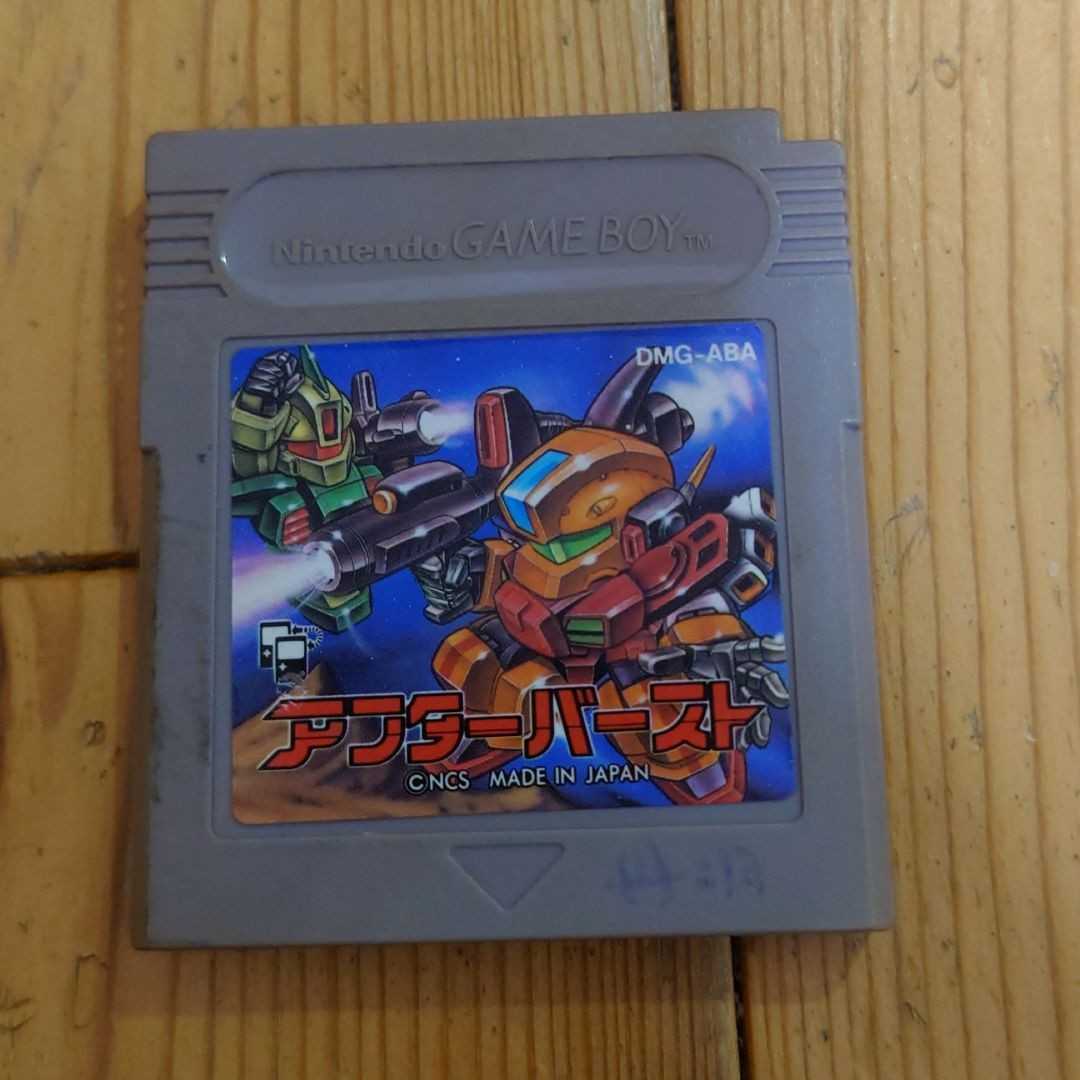 Nintendo GAME BOY™
DMG-ABA
アフターバースト
©NCS MADE IN JAPAN